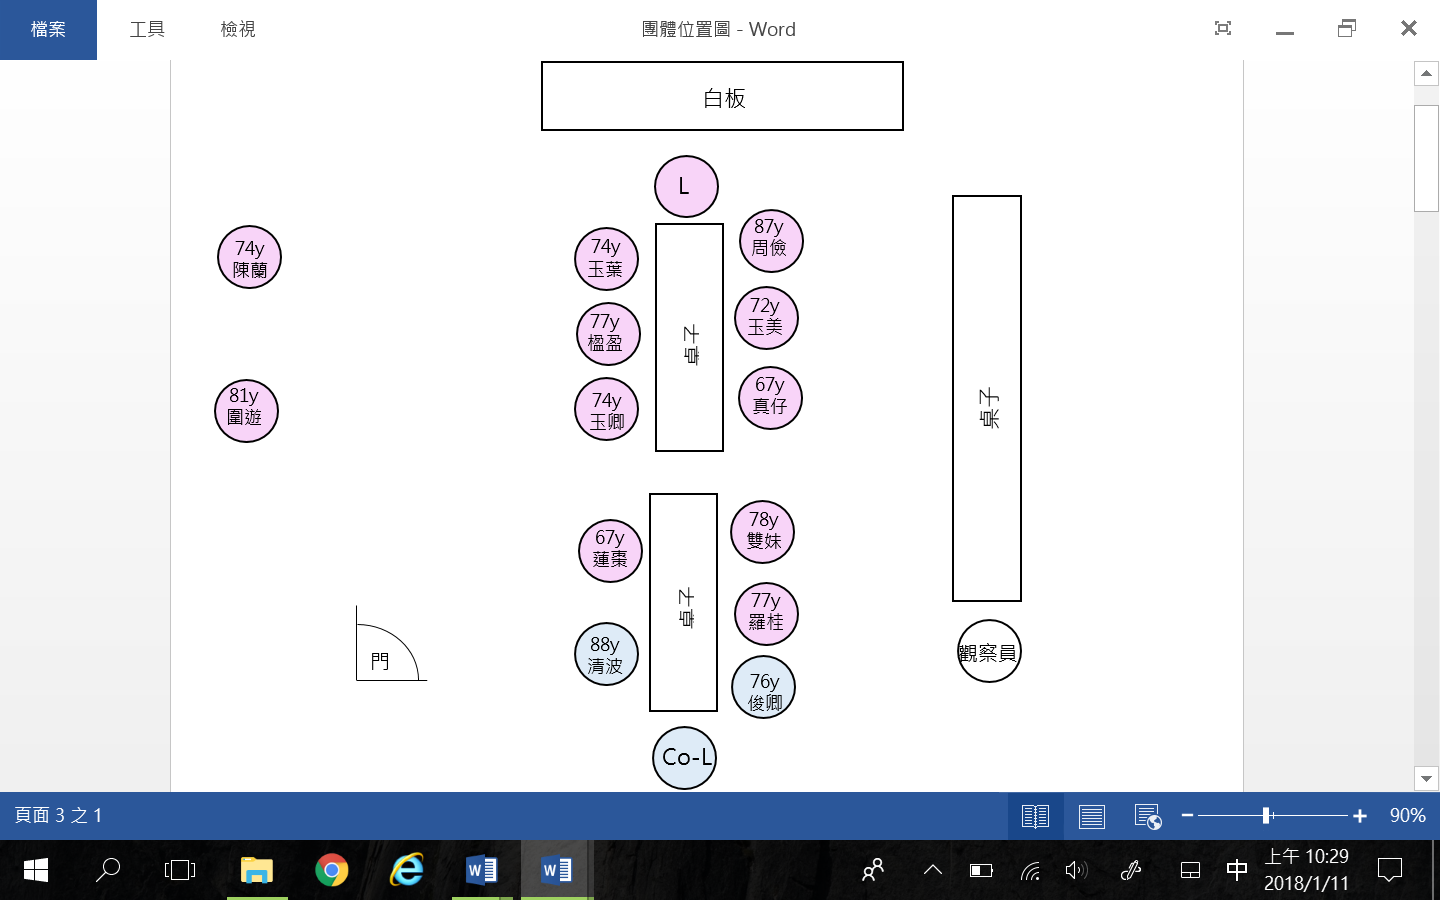 檔案
工具
檢視
團體位置圖 - Word
白板
L
87y
周儉
74y
陳蘭
74y
玉葉
72y
玉美
77y
楹盈
桌子
67y
真仔
81y
圍遊
74y
玉卿
桌子
78y
雙妹
67y
蓮棗
77y
羅桂
桌子
88y
清波
門
觀察員
76y
俊卿
Co-L
頁面 3 之 1
90%
中
上午 10:29
2018/1/11